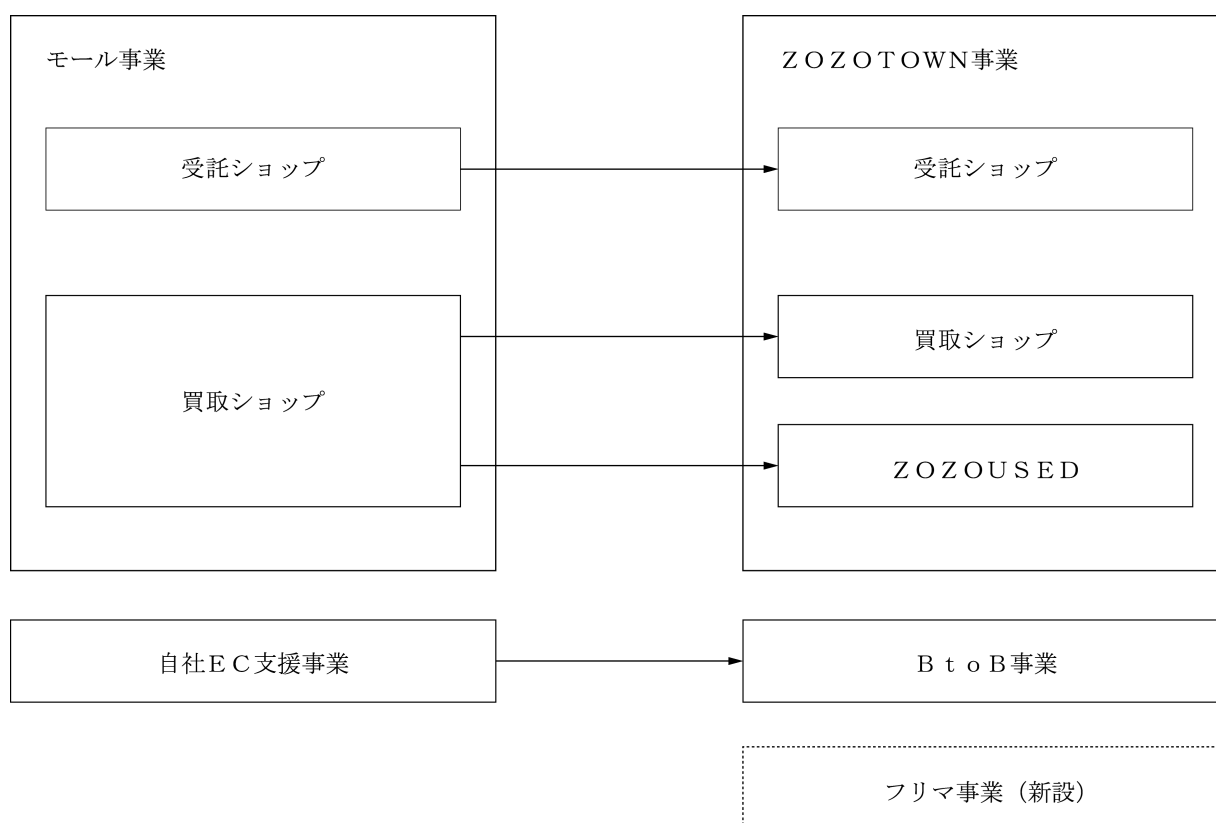 モール事業
受託ショップ
買取ショップ
自社ＥＣ支援事業
ＺＯＺＯＴＯＷＮ事業
受託ショップ
買取ショップ
ＺＯＺＯＵＳＥＤ
ＢｔｏＢ事業
フリマ事業（新設）